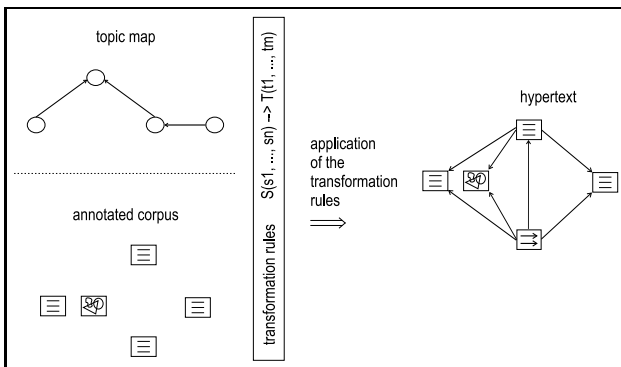 topic map
annotated corpus
transformation rules S(s1, ..., sn) –> T(t1, ..., tm)
application
of the
transformation
rules
hypertext